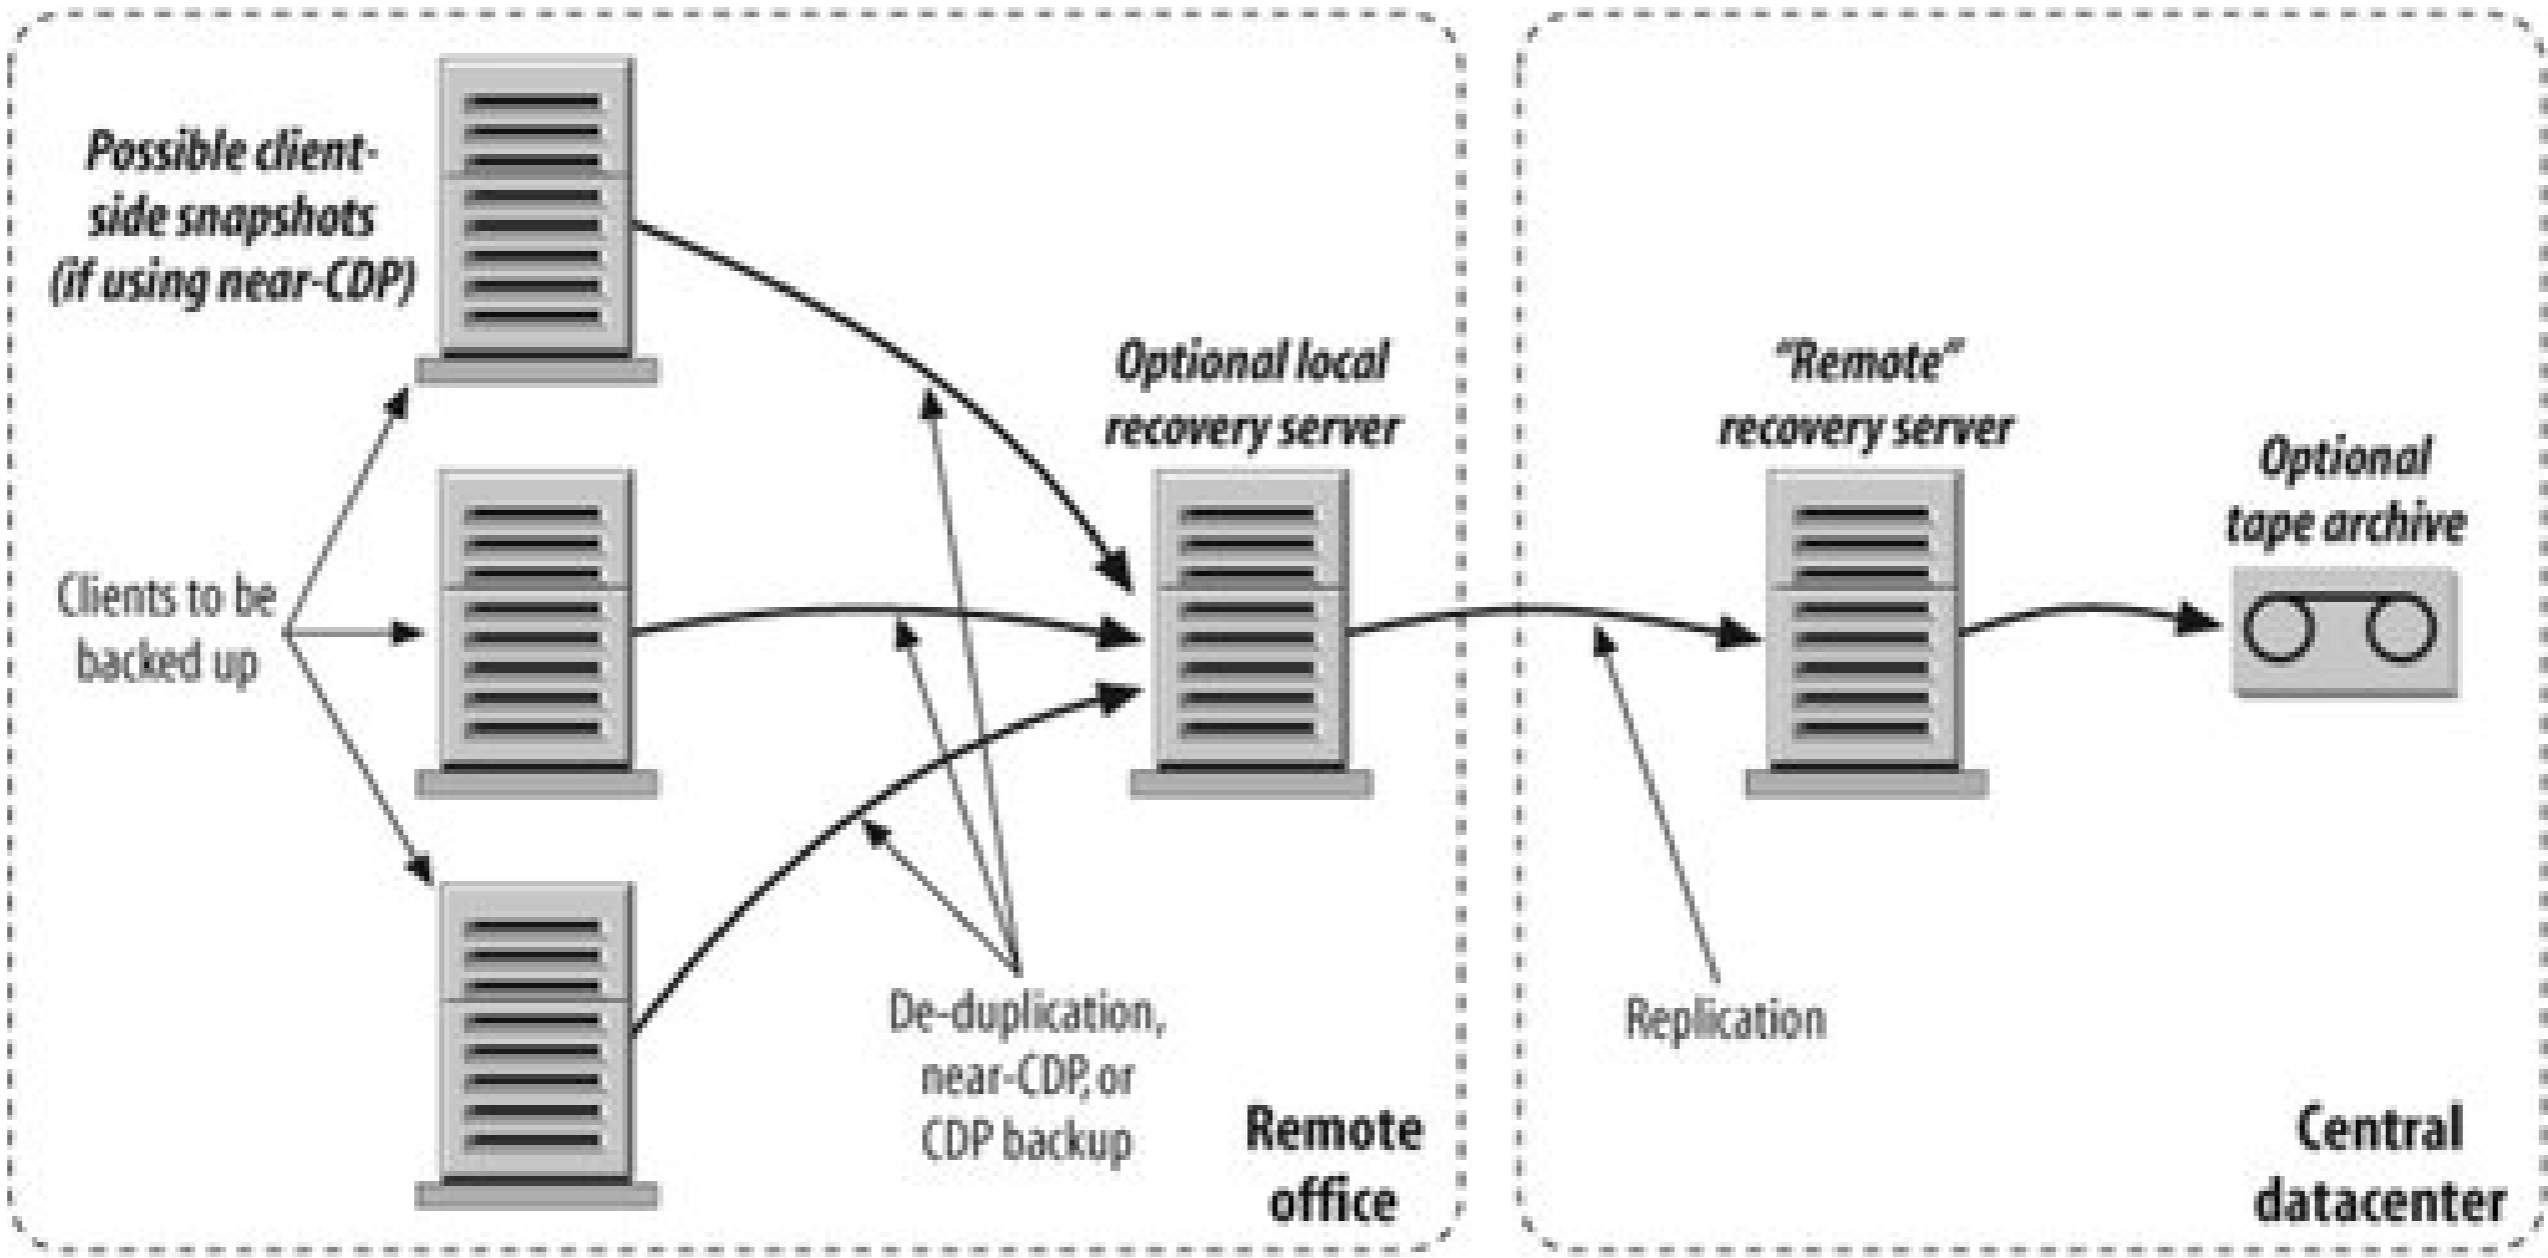 Possible client-
side snapshots
(if using near-CDP)
Clients to be
backed up
Optional local
recovery server
De-duplication,
near-CDP, or
CDP backup
Remote
office
"Remote"
recovery server
Optional
tape archive
Replication
Central
datacenter